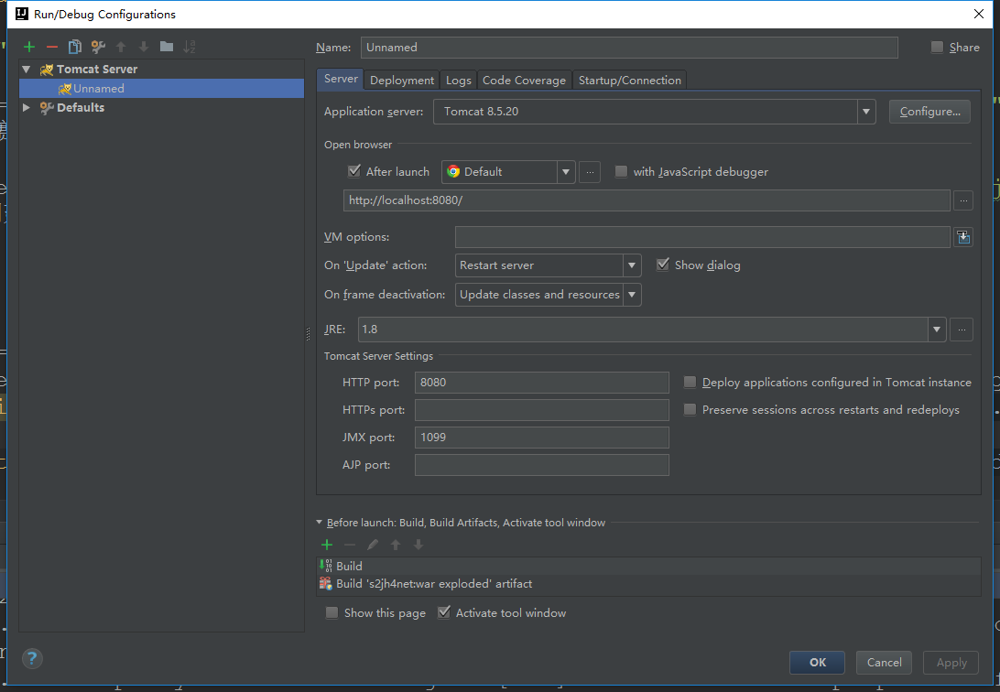 Run/Debug Configurations
Name: Unnamed Share
Tomcat Server
Unnamed
Defaults
Server Deployment Logs Code Coverage Startup/Connection
Application server: Tomcat 8.5.20 Configure...
Open browser
After launch Default ... with JavaScript debugger
http://localhost:8080/ ...
VM options:
On 'Update' action: Restart server Show dialog
On frame deactivation: Update classes and resources
JRE: 1.8 ...
Tomcat Server Settings
HTTP port: 8080 Deploy applications configured in Tomcat instance
HTTPs port: Preserve sessions across restarts and redeploys
JMX port: 1099
AJP port:
Before launch: Build, Build Artifacts, Activate tool window
Build
Build 's2jh4net:war exploded' artifact
Show this page Activate tool window
? OK Cancel Apply